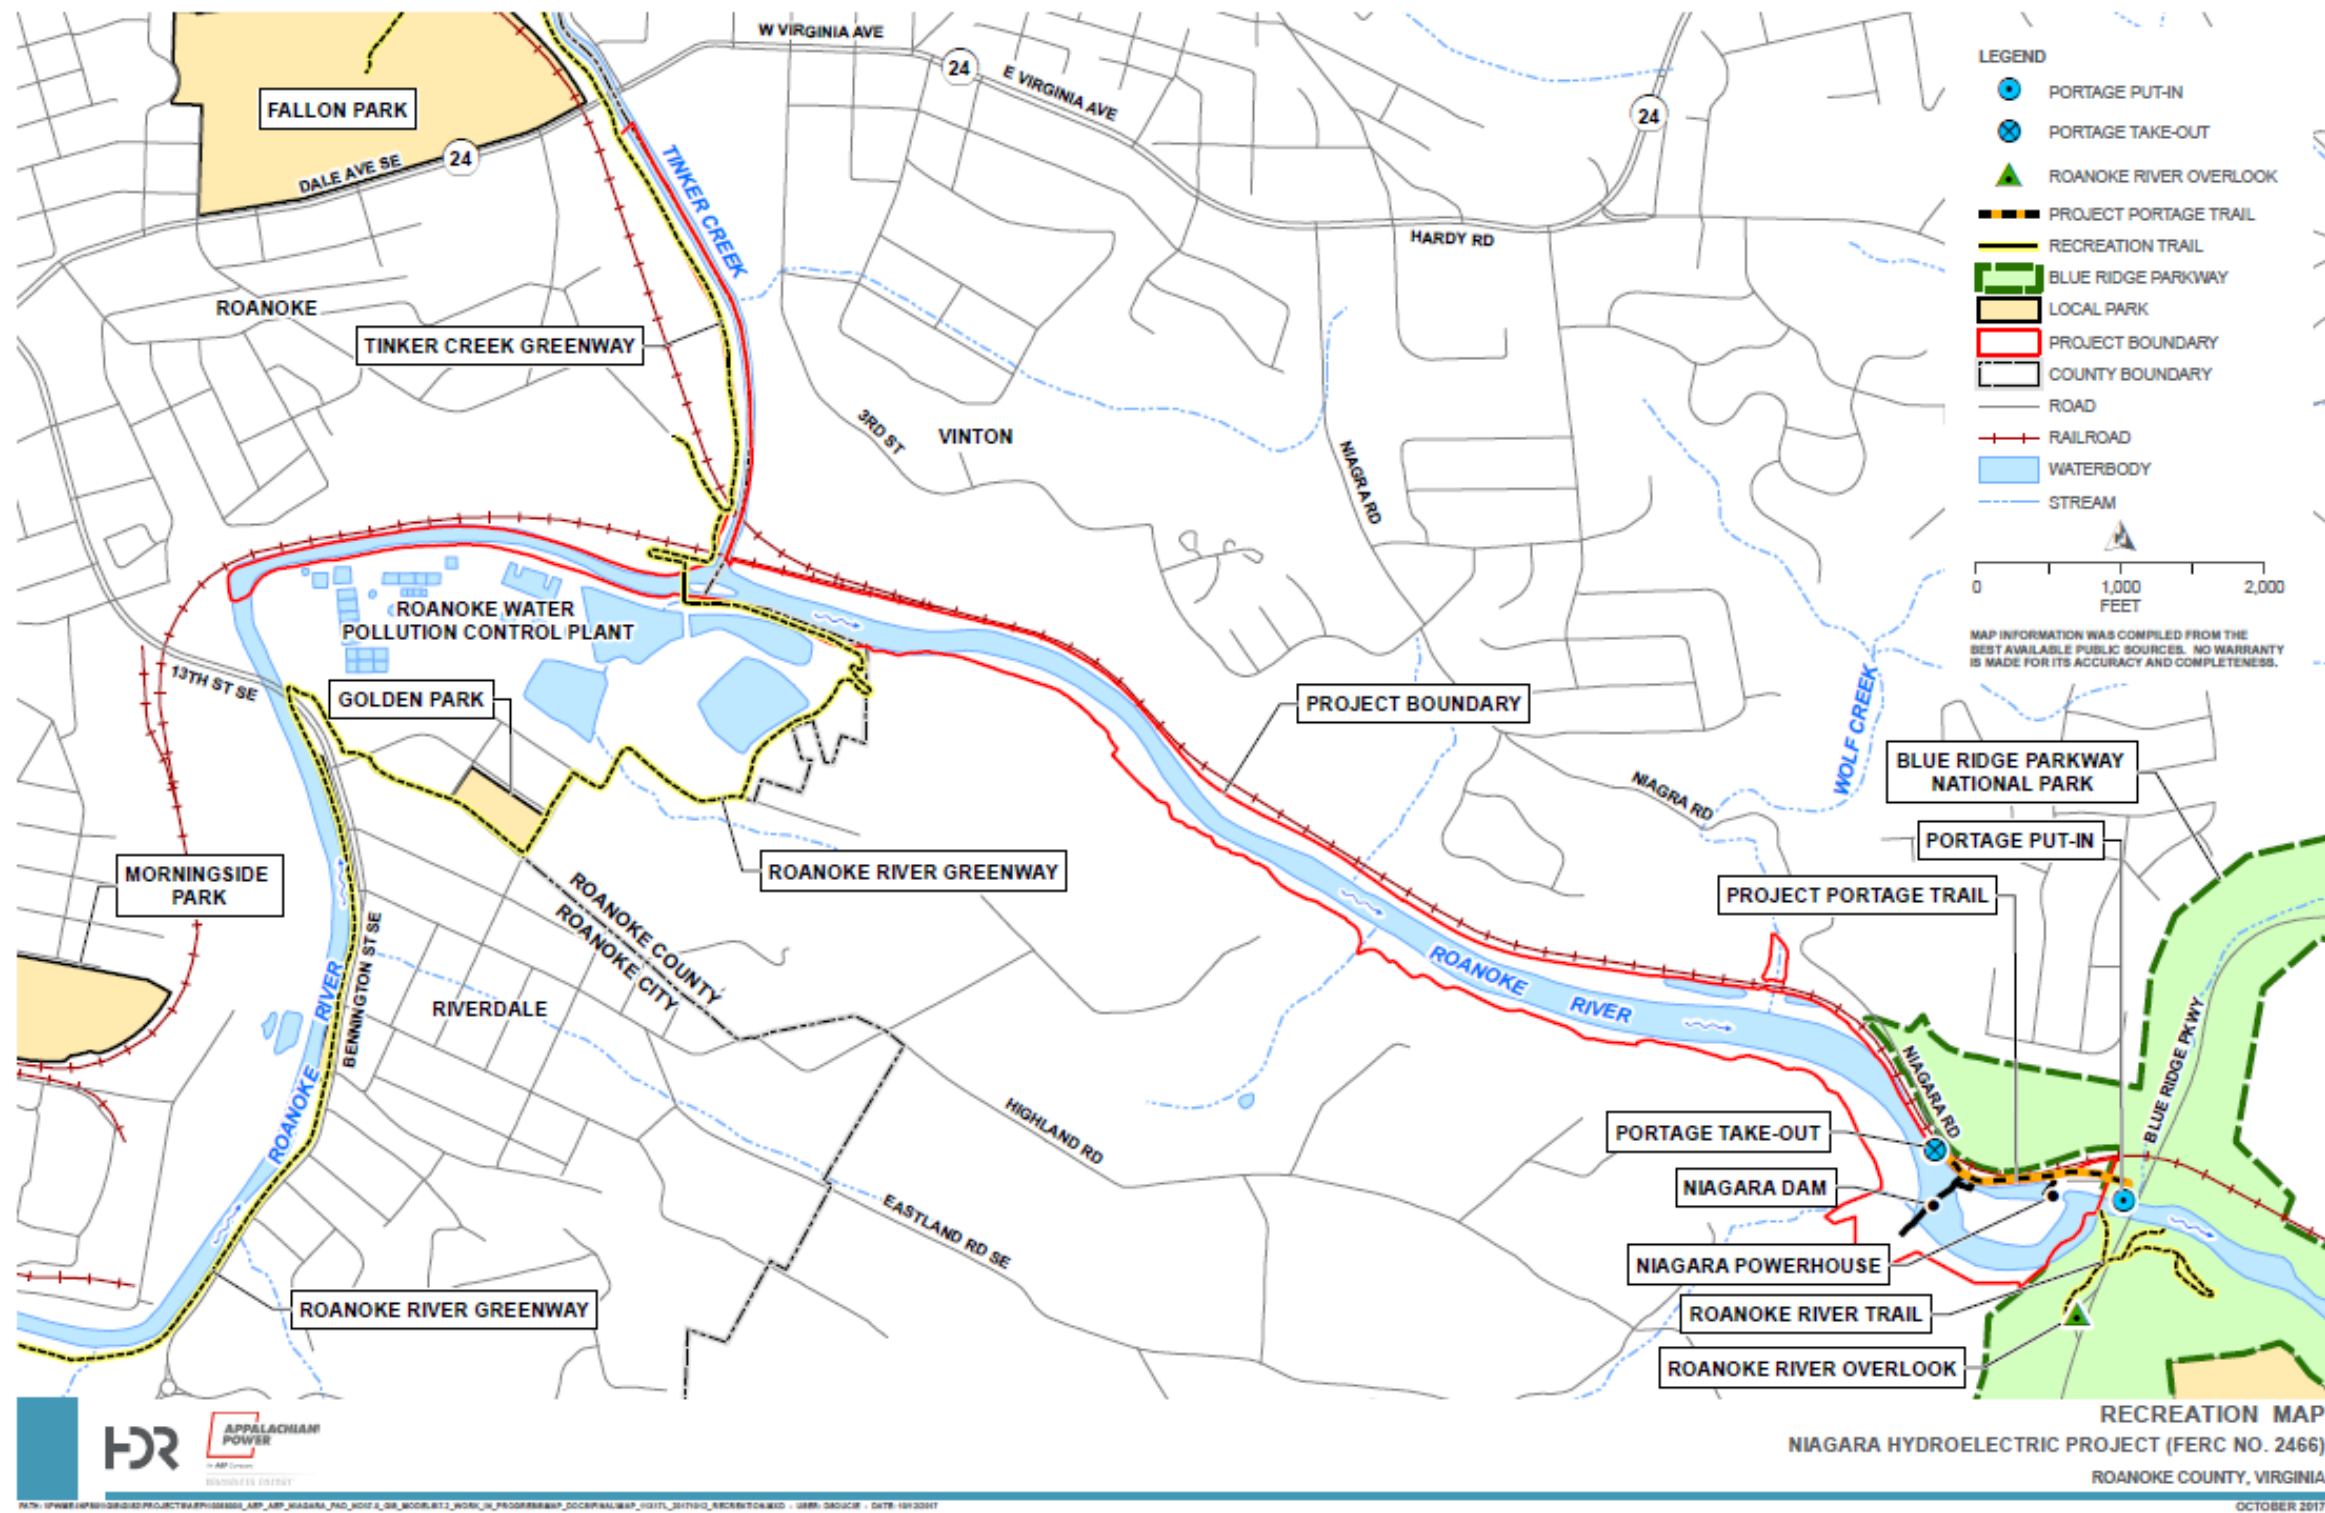 W VIRGINIA AVE
24
E VIRGINIA AVE
24
FALLON PARK
DALE AVE SE
24
TINKER CREEK
HARDY RD
ROANOKE
TINKER CREEK GREENWAY
3RD ST
VINTON
NIAGRA RD
LEGEND
PORTAGE PUT-IN
PORTAGE TAKE-OUT
ROANOKE RIVER OVERLOOK
PROJECT PORTAGE TRAIL
RECREATION TRAIL
BLUE RIDGE PARKWAY
LOCAL PARK
PROJECT BOUNDARY
COUNTY BOUNDARY
ROAD
RAILROAD
WATERBODY
STREAM
0 1,000 2,000
FEET
MAP INFORMATION WAS COMPILED FROM THE
BEST AVAILABLE PUBLIC SOURCES. NO WARRANTY
IS MADE FOR ITS ACCURACY AND COMPLETENESS.
ROANOKE WATER
POLLUTION CONTROL PLANT
13TH ST SE
GOLDEN PARK
PROJECT BOUNDARY
WOLF CREEK
NIAGRA RD
BLUE RIDGE PARKWAY
NATIONAL PARK
PORTAGE PUT-IN
PROJECT PORTAGE TRAIL
MORNINGSIDE
PARK
ROANOKE RIVER GREENWAY
ROANOKE COUNTY
ROANOKE CITY
ROANOKE RIVER
BENNINGTON ST SE
RIVERDALE
ROANOKE RIVER
NIAGARA RD
BLUE RIDGE PKWY
HIGHLAND RD
PORTAGE TAKE-OUT
NIAGARA DAM
EASTLAND RD SE
NIAGARA POWERHOUSE
ROANOKE RIVER GREENWAY
ROANOKE RIVER TRAIL
ROANOKE RIVER OVERLOOK
HDR
APPALACHIAN
POWER
RECREATION MAP
NIAGARA HYDROELECTRIC PROJECT (FERC NO. 2466)
ROANOKE COUNTY, VIRGINIA
OCTOBER 2017